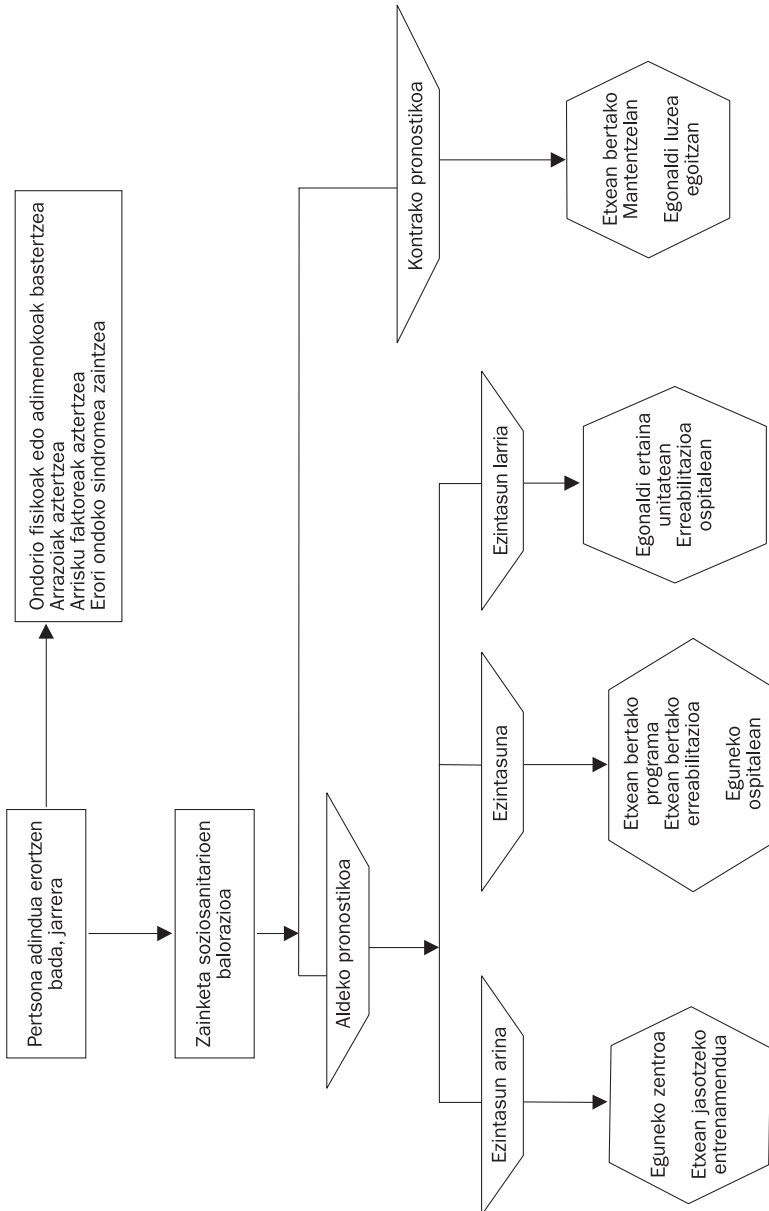 Pertsona adindua erortzen
bada, jarrera
Ondorio fisikoak edo adimenokoak bastertzea
Arrazoiak aztertzea
Arrisku faktoreak aztertzea
Erori ondoko sindromea zaintzea
Zainketa soziosanitarioen
balorazioa
Aldeko pronostikoa
Kontrako pronostikoa
Ezintasun arina
Ezintasuna
Ezintasun larria
Eguneko zentroa
Etxean jasotzeko
entrenamendua
Etxean bertako
programa
Etxean bertako
erreabilitazioa
Eguneko
ospitalean
Egonaldi ertaina
unitatean
Erreabilitazioa
ospitalean
Etxean bertako
Mantentzelan
Egonaldi luzea
egoitzan